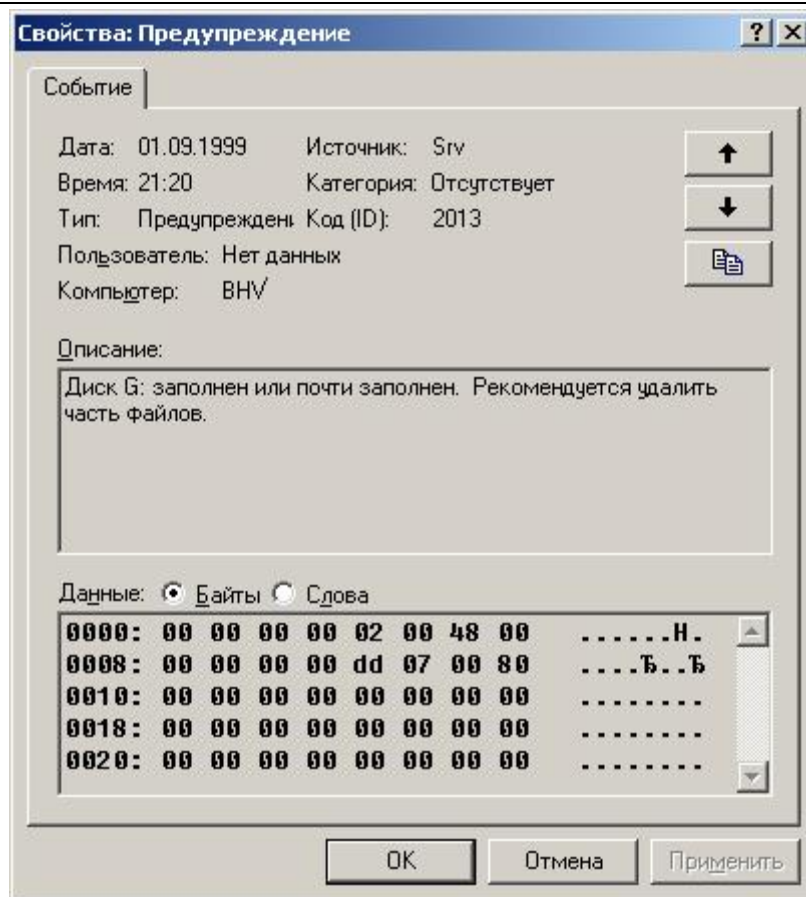 Свойства: Предупреждение
Событие
Дата: 01.09.1999 Источник: Srv
Время: 21:20 Категория: Отсутствует
Тип: Предупрежден Код (ID): 2013
Пользователь: Нет данных
Компьютер: BHV
Описание:
Диск G: заполнен или почти заполнен. Рекомендуется удалить
часть файлов.
Данные: Байты Слова
0000: 00 00 00 00 02 00 48 00 ......H.
0008: 00 00 00 00 dd 07 00 80 ....Ђ..Ђ
0010: 00 00 00 00 00 00 00 00 ........
0018: 00 00 00 00 00 00 00 00 ........
0020: 00 00 00 00 00 00 00 00 ........
OK Отмена Применить